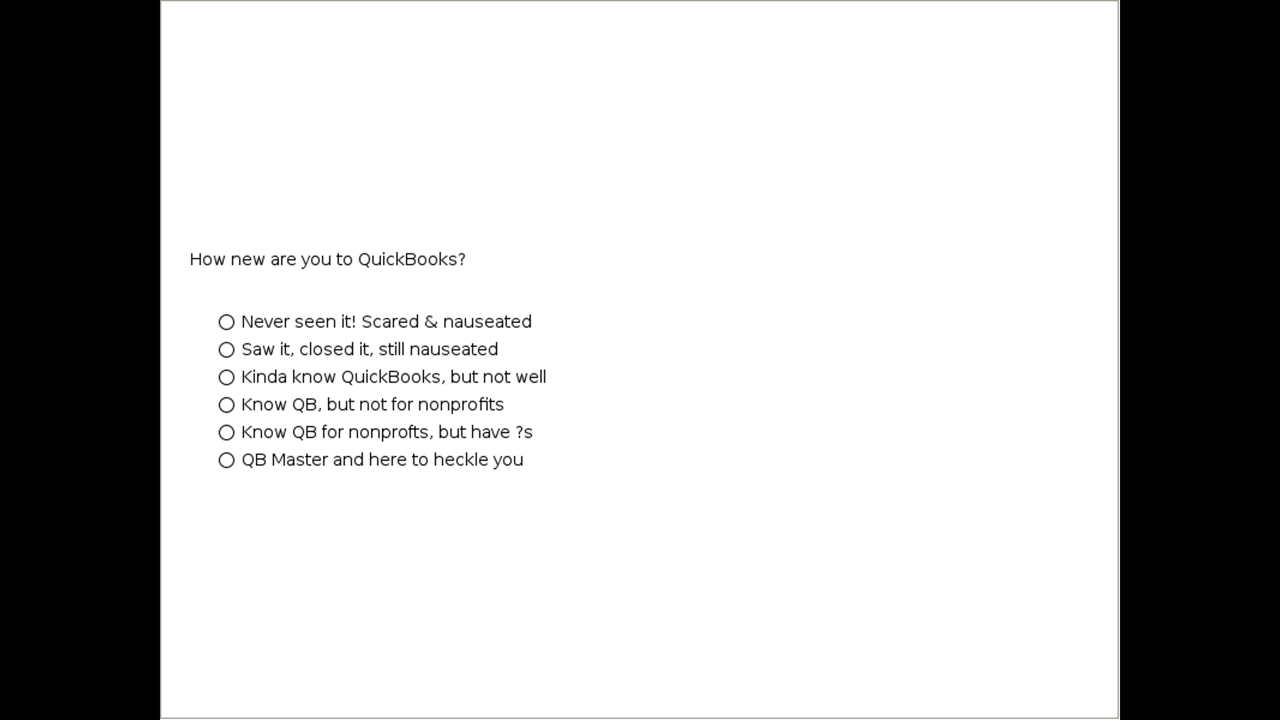 How new are you to QuickBooks?
Never seen it! Scared & nauseated
Saw it, closed it, still nauseated
Kinda know QuickBooks, but not well
Know QB, but not for nonprofits
Know QB for nonprofts, but have ?s
QB Master and here to heckle you